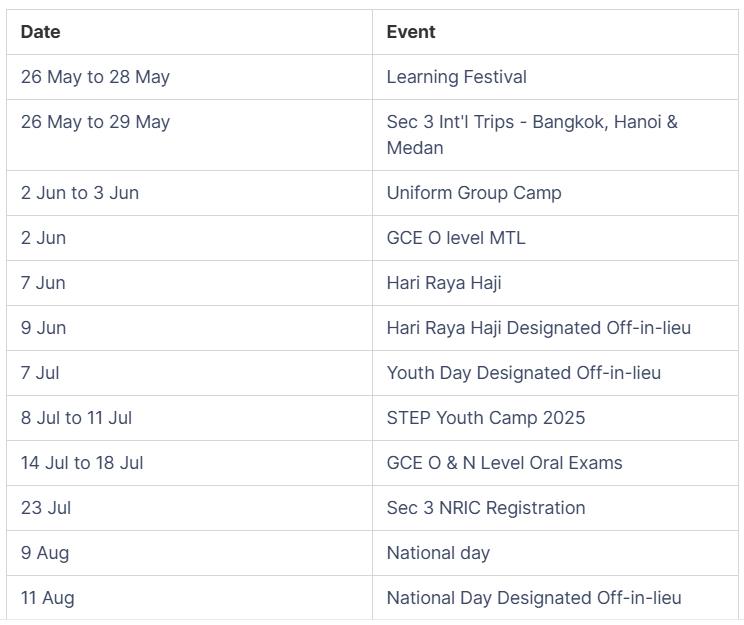 Date Event
26 May to 28 May Learning Festival
26 May to 29 May Sec 3 Int'l Trips - Bangkok, Hanoi &
Medan
2 Jun to 3 Jun Uniform Group Camp
2 Jun GCE O level MTL
7 Jun Hari Raya Haji
9 Jun Hari Raya Haji Designated Off-in-lieu
7 Jul Youth Day Designated Off-in-lieu
8 Jul to 11 Jul STEP Youth Camp 2025
14 Jul to 18 Jul GCE O & N Level Oral Exams
23 Jul Sec 3 NRIC Registration
9 Aug National day
11 Aug National Day Designated Off-in-lieu